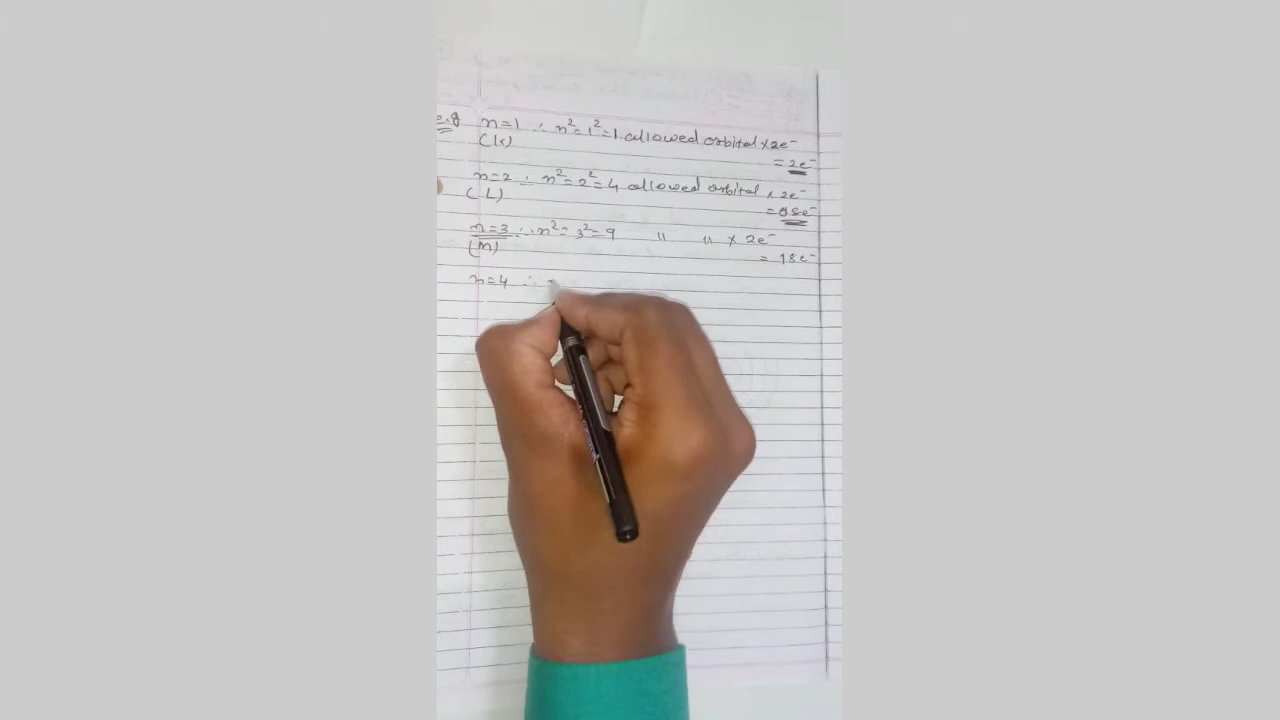 e.g n=1 ∴ n²=1²=1 allowed orbital × 2e⁻
(K) = 2e⁻
n=2 ∴ n²=2²=4 allowed orbital × 2e⁻
(L) = 08e⁻
n=3 ∴ n²=3²=9 " " × 2e⁻
(M) = 18e⁻
n=4 ∴